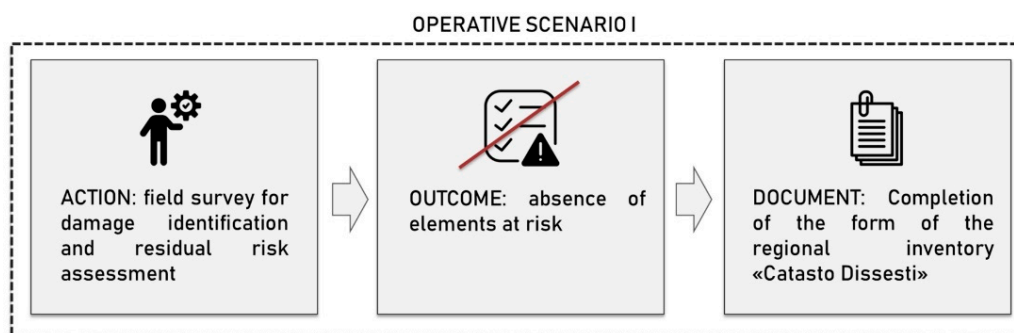 OPERATIVE SCENARIO I
ACTION: field survey for
damage identification
and residual risk
assessment
OUTCOME: absence of
elements at risk
DOCUMENT: Completion
of the form of the
regional inventory
«Catasto Dissesti»